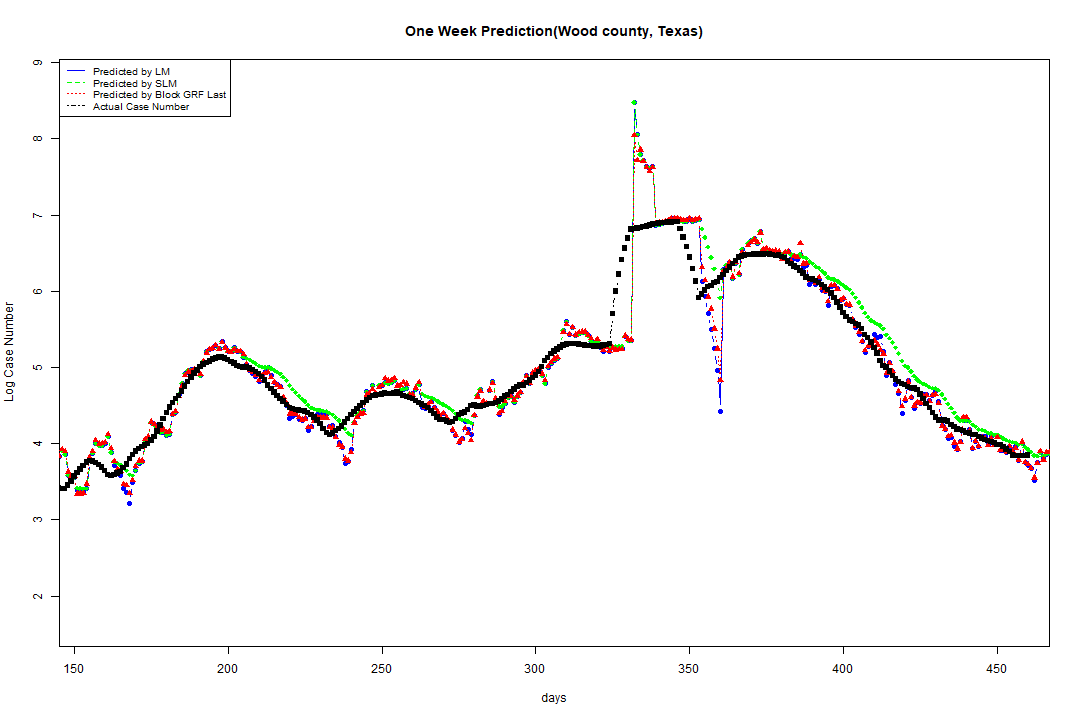 One Week Prediction(Wood county, Texas)
Predicted by LM
Predicted by SLM
Predicted by Block GRF Last
Actual Case Number
9
8
7
6
5
4
3
2
Log Case Number
150 200 250 300 350 400 450
days